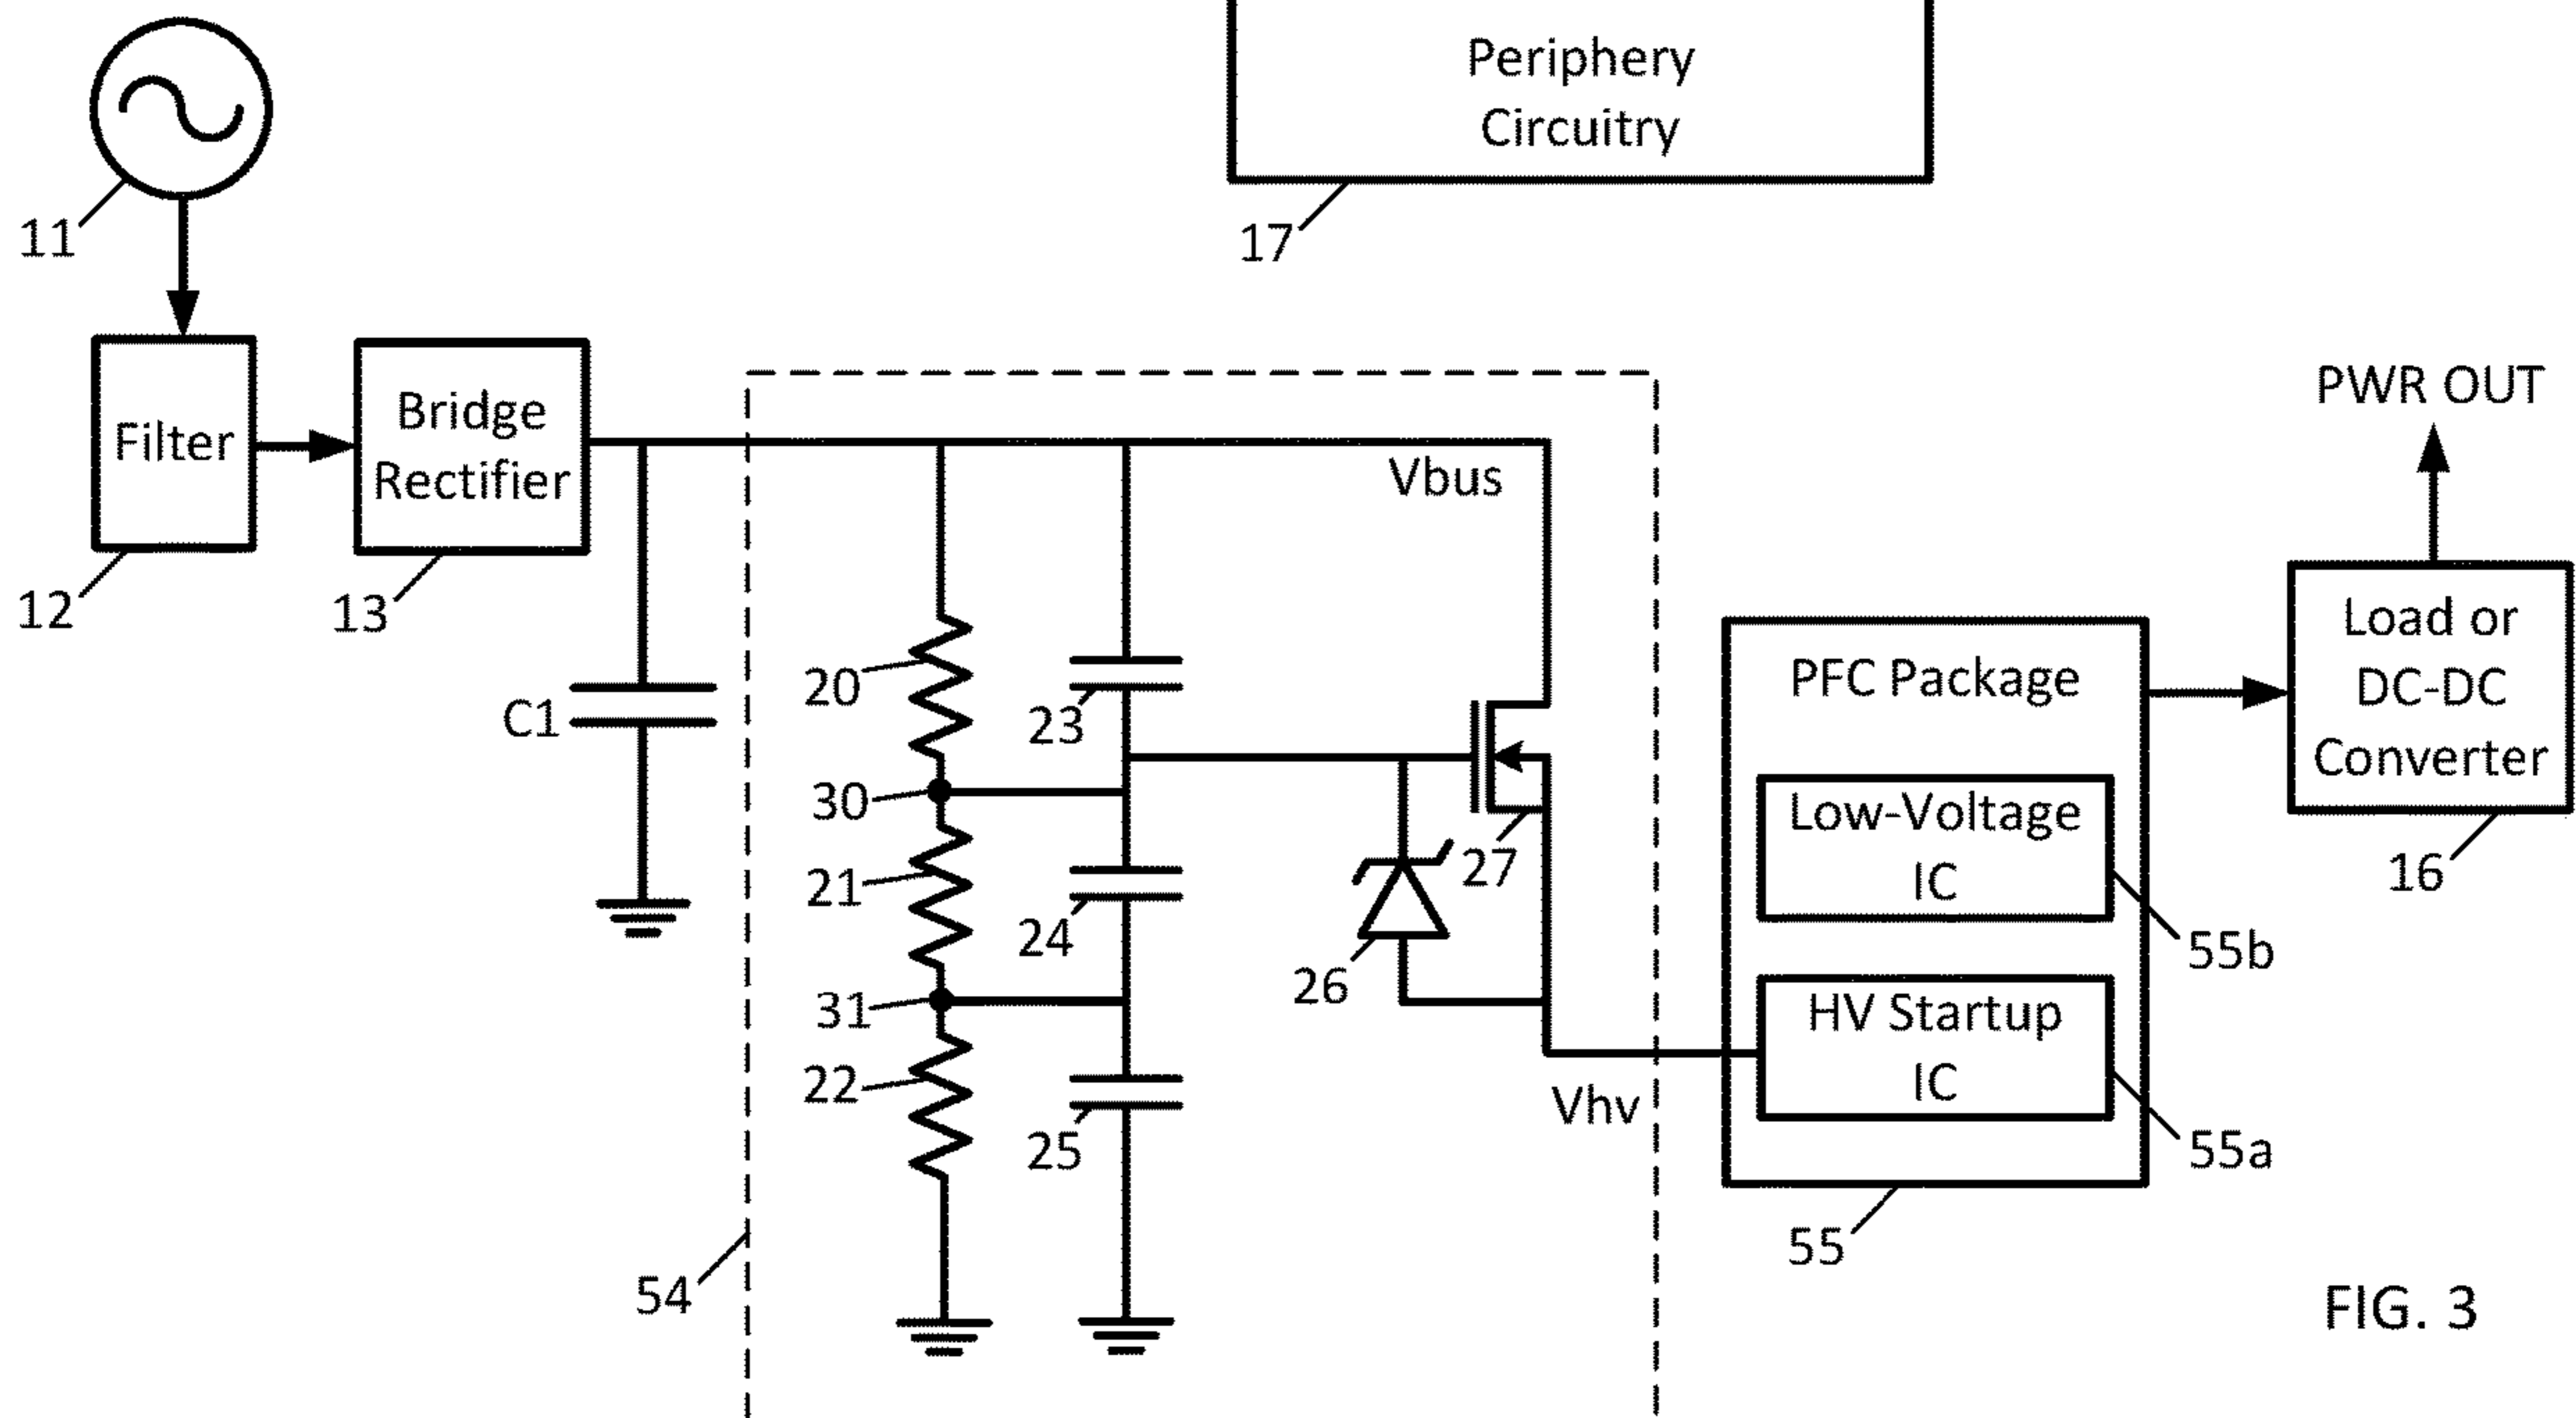 Periphery
Circuitry
17
11
Filter
12
Bridge
Rectifier
13
C1
Vbus
20
30
21
31
22
23
24
25
26
27
Vhv
54
PFC Package
Low-Voltage
IC
55b
HV Startup
IC
55a
55
PWR OUT
Load or
DC-DC
Converter
16
FIG. 3